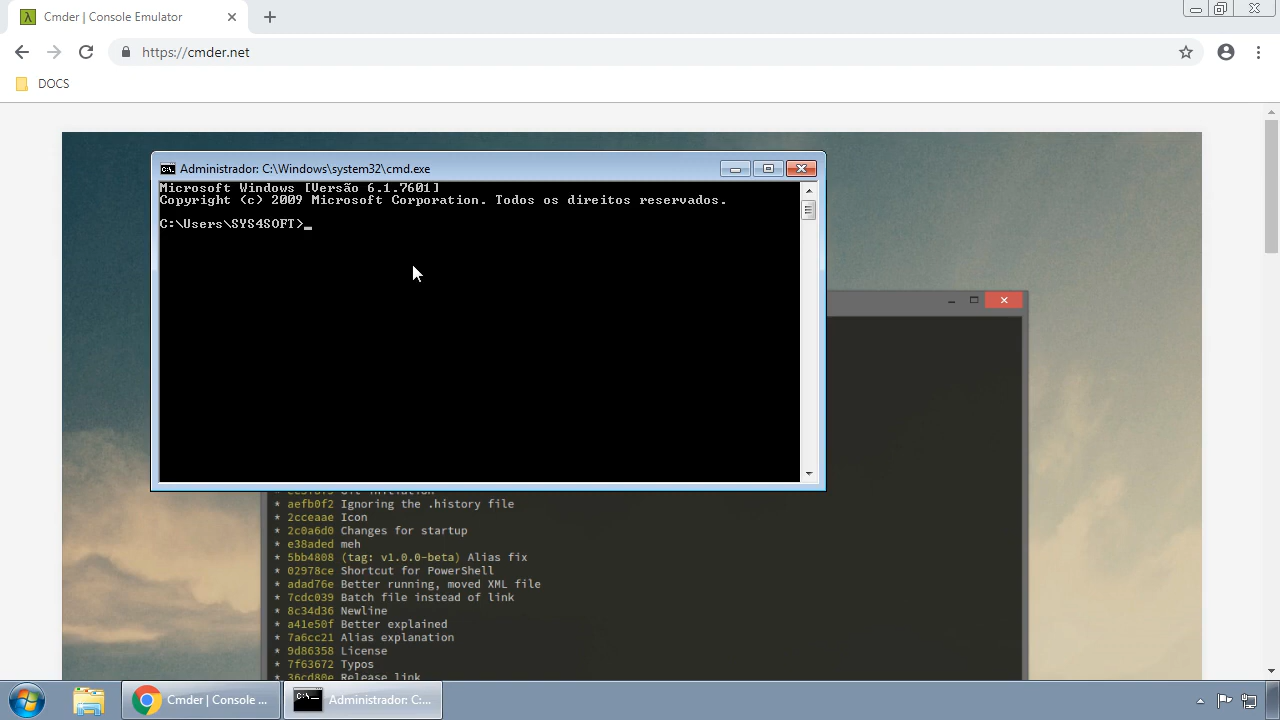 Cmder | Console Emulator
https://cmder.net
DOCS
Administrador: C:\Windows\system32\cmd.exe
Microsoft Windows [Versão 6.1.7601]
Copyright (c) 2009 Microsoft Corporation. Todos os direitos reservados.
C:\Users\SYS4SOFT>_
* aefb0f2 Ignoring the .history file
* 2cceaae Icon
* 2c0a6d0 Changes for startup
* e38aded meh
* 5bb4808 (tag: v1.0.0-beta) Alias fix
* 02978ce Shortcut for PowerShell
* adad76e Better running, moved XML file
* 7cdc039 Batch file instead of link
* 8c34d36 Newline
* a41e50f Better explained
* 7a6cc21 Alias explanation
* 9d86358 License
* 7f63672 Typos
* 36cd80e Release link
Cmder | Console ...
Administrador: C:...